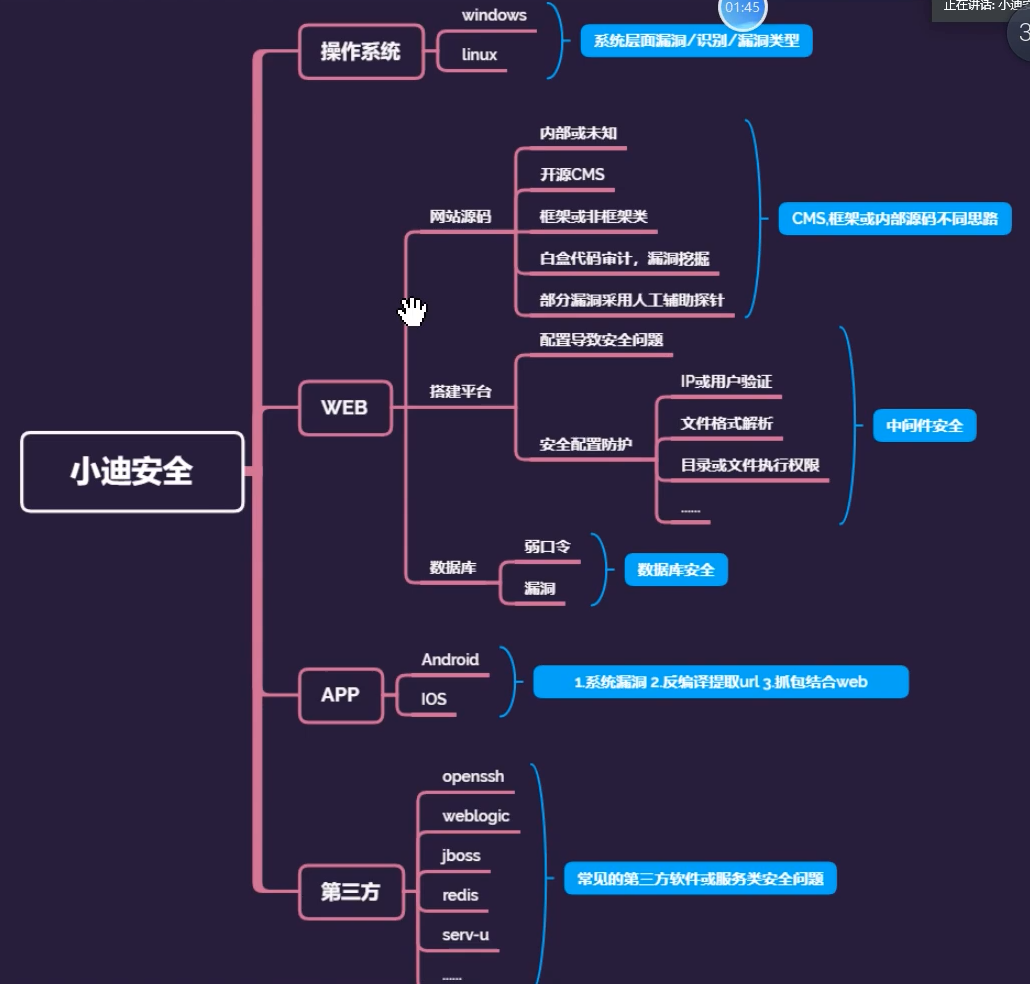 01:45
正在讲话: 小迪安
3
windows
操作系统
linux
系统层面漏洞/识别/漏洞类型
内部或未知
开源CMS
网站源码
框架或非框架类
CMS,框架或内部源码不同思路
白盒代码审计，漏洞挖掘
部分漏洞采用人工辅助探针
配置导致安全问题
IP或用户验证
搭建平台
WEB
文件格式解析
中间件安全
安全配置防护
目录或文件执行权限
小迪安全
......
弱口令
数据库
数据库安全
漏洞
Android
APP
IOS
1.系统漏洞 2.反编译提取url 3.抓包结合web
openssh
weblogic
jboss
常见的第三方软件或服务类安全问题
第三方
redis
serv-u
......